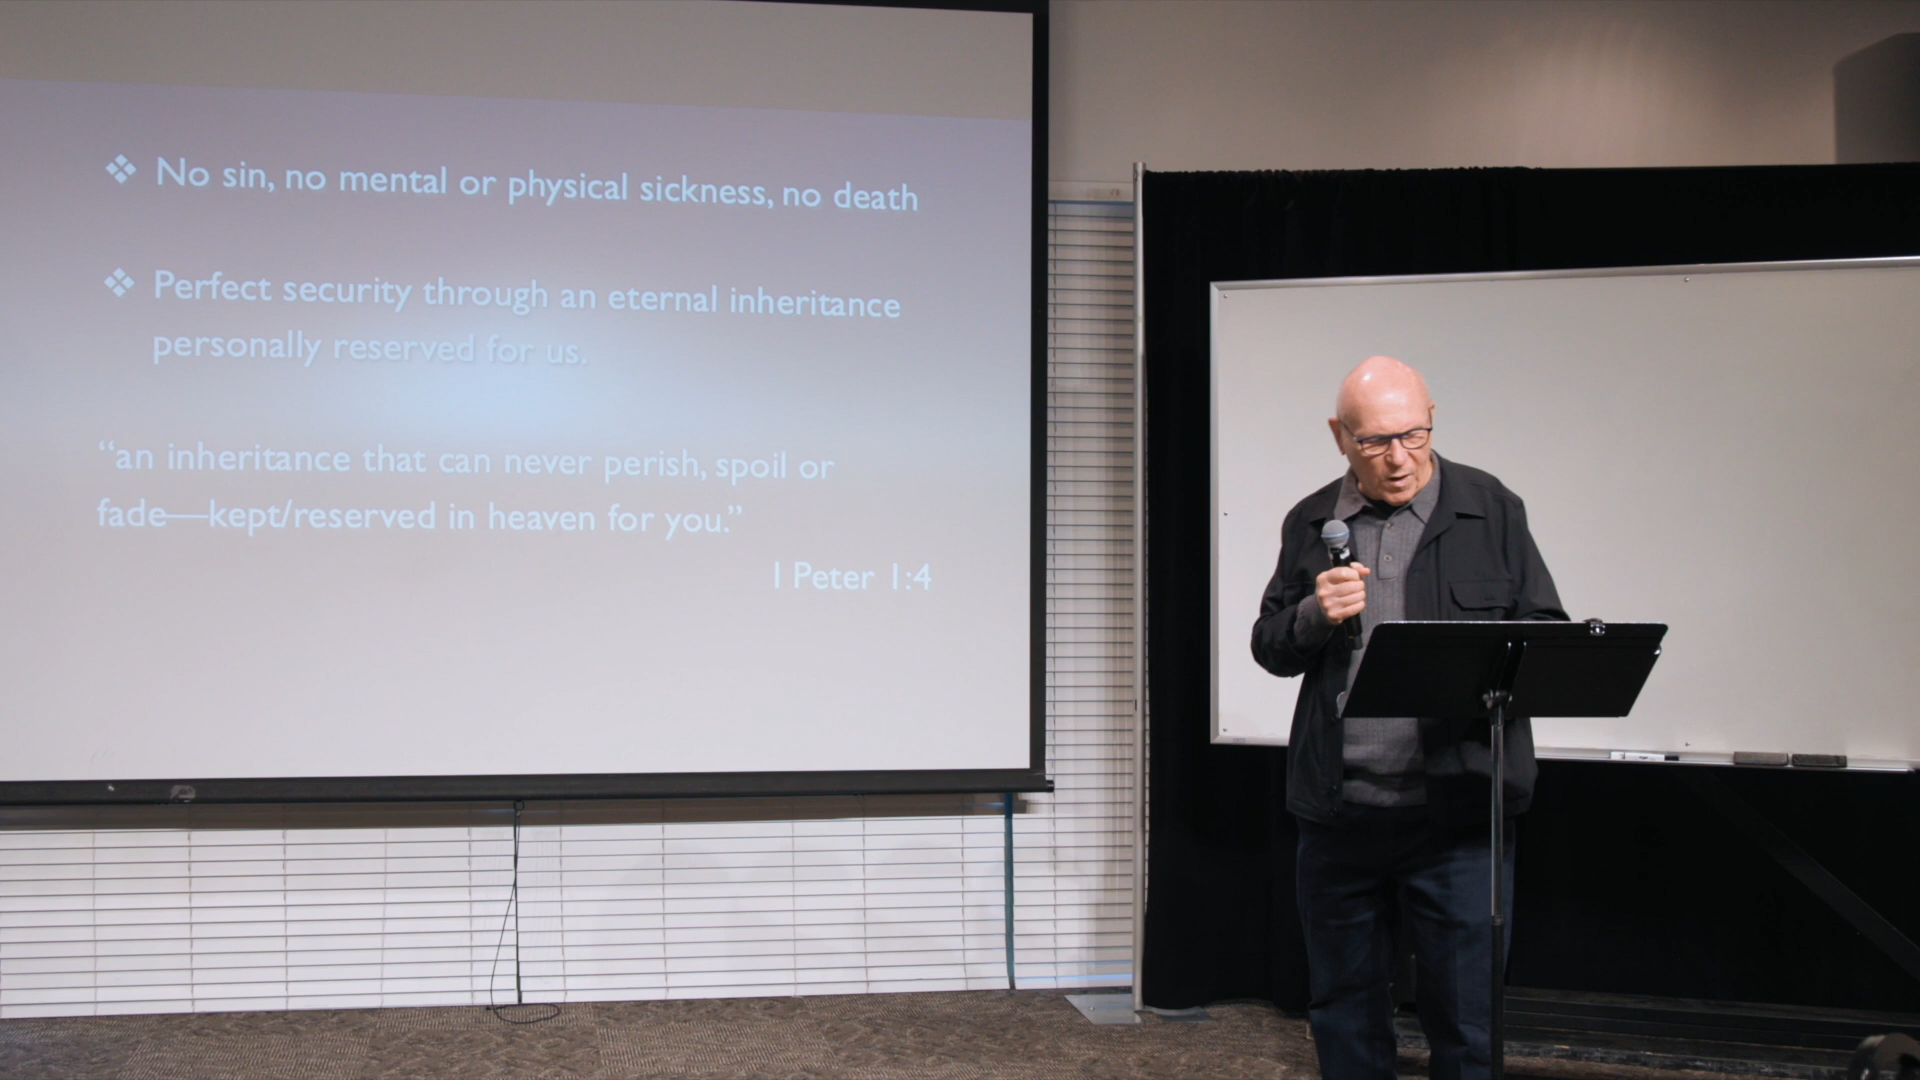 ❖ No sin, no mental or physical sickness, no death
❖ Perfect security through an eternal inheritance
personally reserved for us.
“an inheritance that can never perish, spoil or
fade—kept/reserved in heaven for you.”
1 Peter 1:4